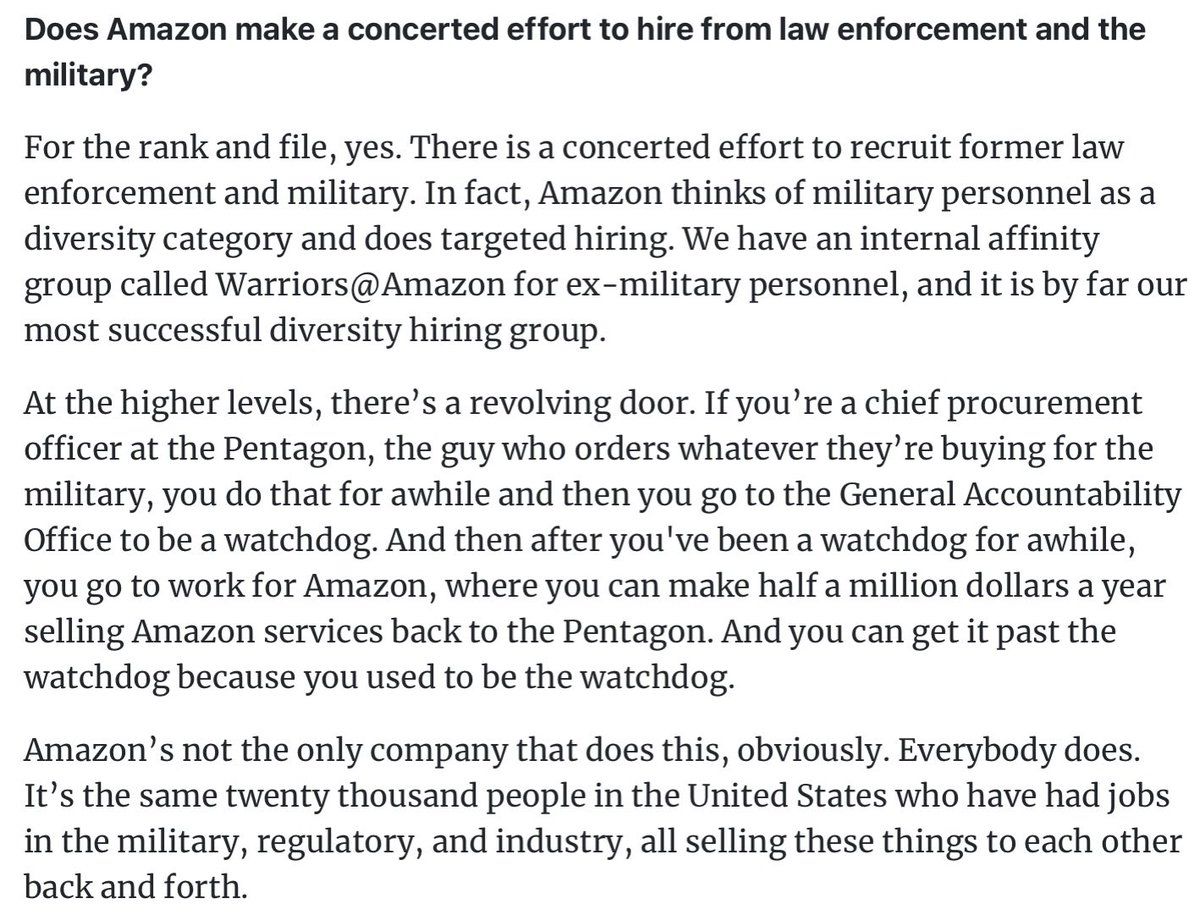 Does Amazon make a concerted effort to hire from law enforcement and the
military?
For the rank and file, yes. There is a concerted effort to recruit former law
enforcement and military. In fact, Amazon thinks of military personnel as a
diversity category and does targeted hiring. We have an internal affinity
group called Warriors@Amazon for ex-military personnel, and it is by far our
most successful diversity hiring group.
At the higher levels, there’s a revolving door. If you’re a chief procurement
officer at the Pentagon, the guy who orders whatever they’re buying for the
military, you do that for awhile and then you go to the General Accountability
Office to be a watchdog. And then after you've been a watchdog for awhile,
you go to work for Amazon, where you can make half a million dollars a year
selling Amazon services back to the Pentagon. And you can get it past the
watchdog because you used to be the watchdog.
Amazon’s not the only company that does this, obviously. Everybody does.
It’s the same twenty thousand people in the United States who have had jobs
in the military, regulatory, and industry, all selling these things to each other
back and forth.